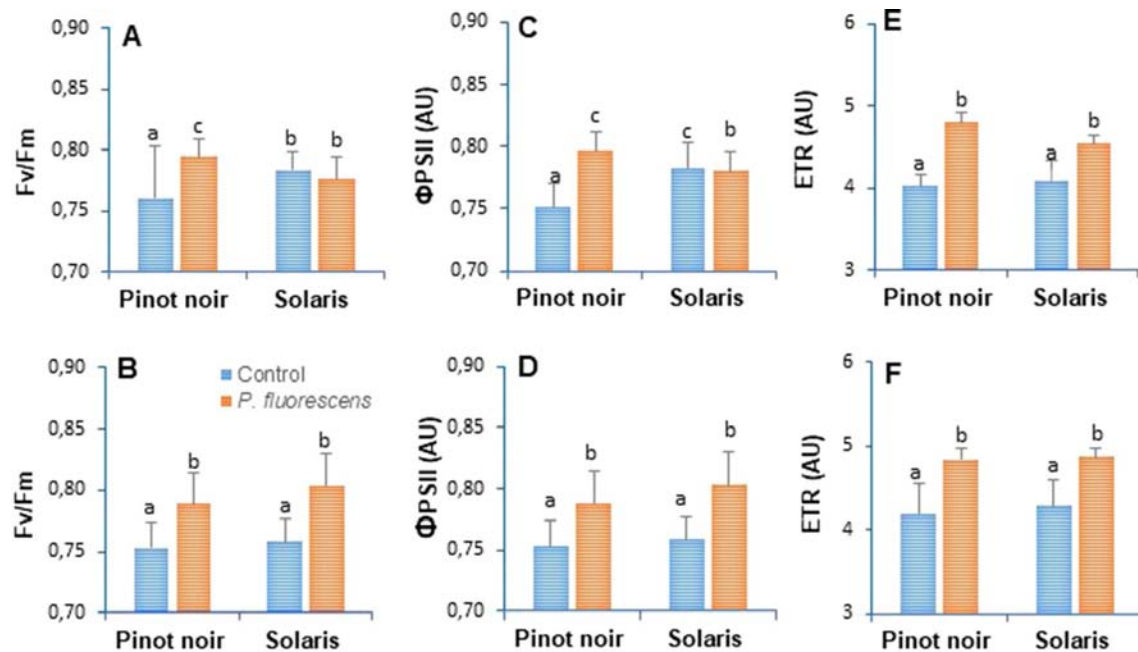 A
Fv/Fm
0,90
0,85
0,80
0,75
0,70
a
c
b
b
Pinot noir
Solaris
C
ΦPSII (AU)
0,90
0,85
0,80
0,75
0,70
a
c
c
b
Pinot noir
Solaris
E
ETR (AU)
6
5
4
3
a
b
a
b
Pinot noir
Solaris
B
Fv/Fm
0,90
0,85
0,80
0,75
0,70
Control
P. fluorescens
a
b
a
b
Pinot noir
Solaris
D
ΦPSII (AU)
0,90
0,85
0,80
0,75
0,70
a
b
a
b
Pinot noir
Solaris
F
ETR (AU)
6
5
4
3
a
b
a
b
Pinot noir
Solaris